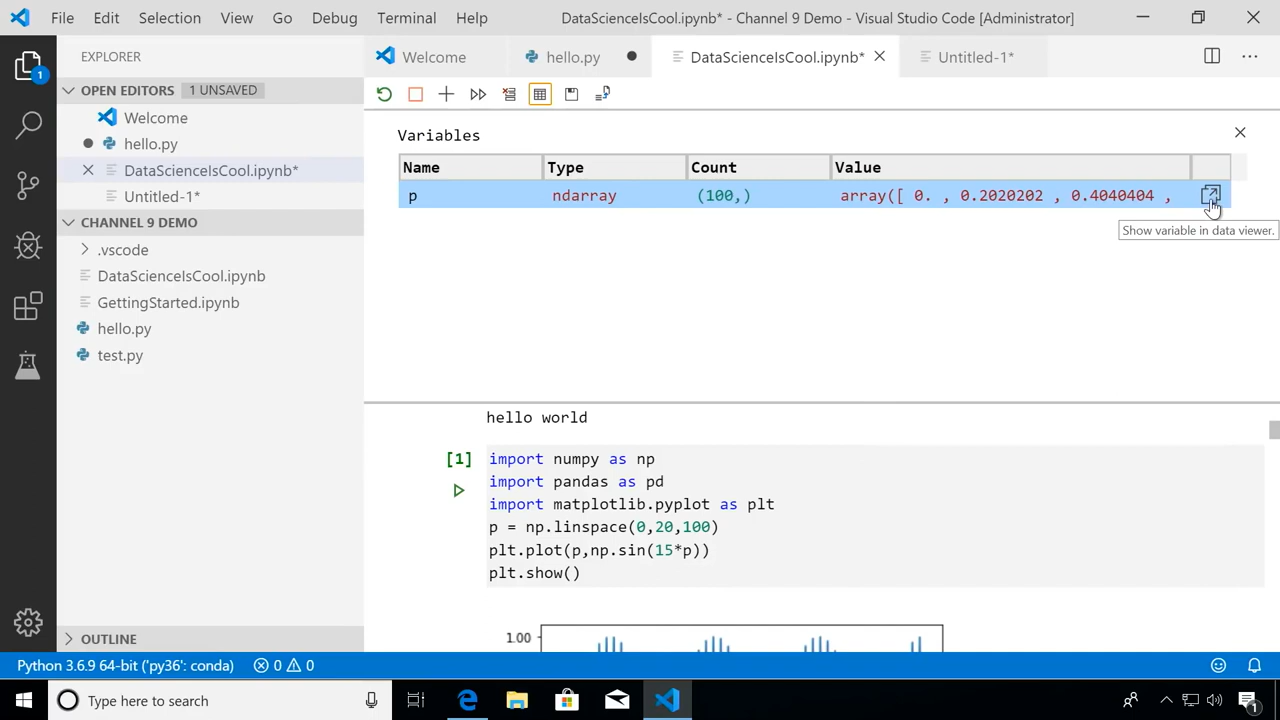 File Edit Selection View Go Debug Terminal Help DataScienceIsCool.ipynb* - Channel 9 Demo - Visual Studio Code [Administrator]
EXPLORER
OPEN EDITORS 1 UNSAVED
Welcome
hello.py
DataScienceIsCool.ipynb*
Untitled-1*
CHANNEL 9 DEMO
.vscode
DataScienceIsCool.ipynb
GettingStarted.ipynb
hello.py
test.py
OUTLINE
1
Welcome hello.py DataScienceIsCool.ipynb* Untitled-1*
Variables
Name Type Count Value
p ndarray (100,) array([ 0. , 0.2020202 , 0.4040404 ,
Show variable in data viewer.
hello world
[1]
import numpy as np
import pandas as pd
import matplotlib.pyplot as plt
p = np.linspace(0,20,100)
plt.plot(p,np.sin(15*p))
plt.show()
1.00
Python 3.6.9 64-bit ('py36': conda) 0 0
Type here to search
1